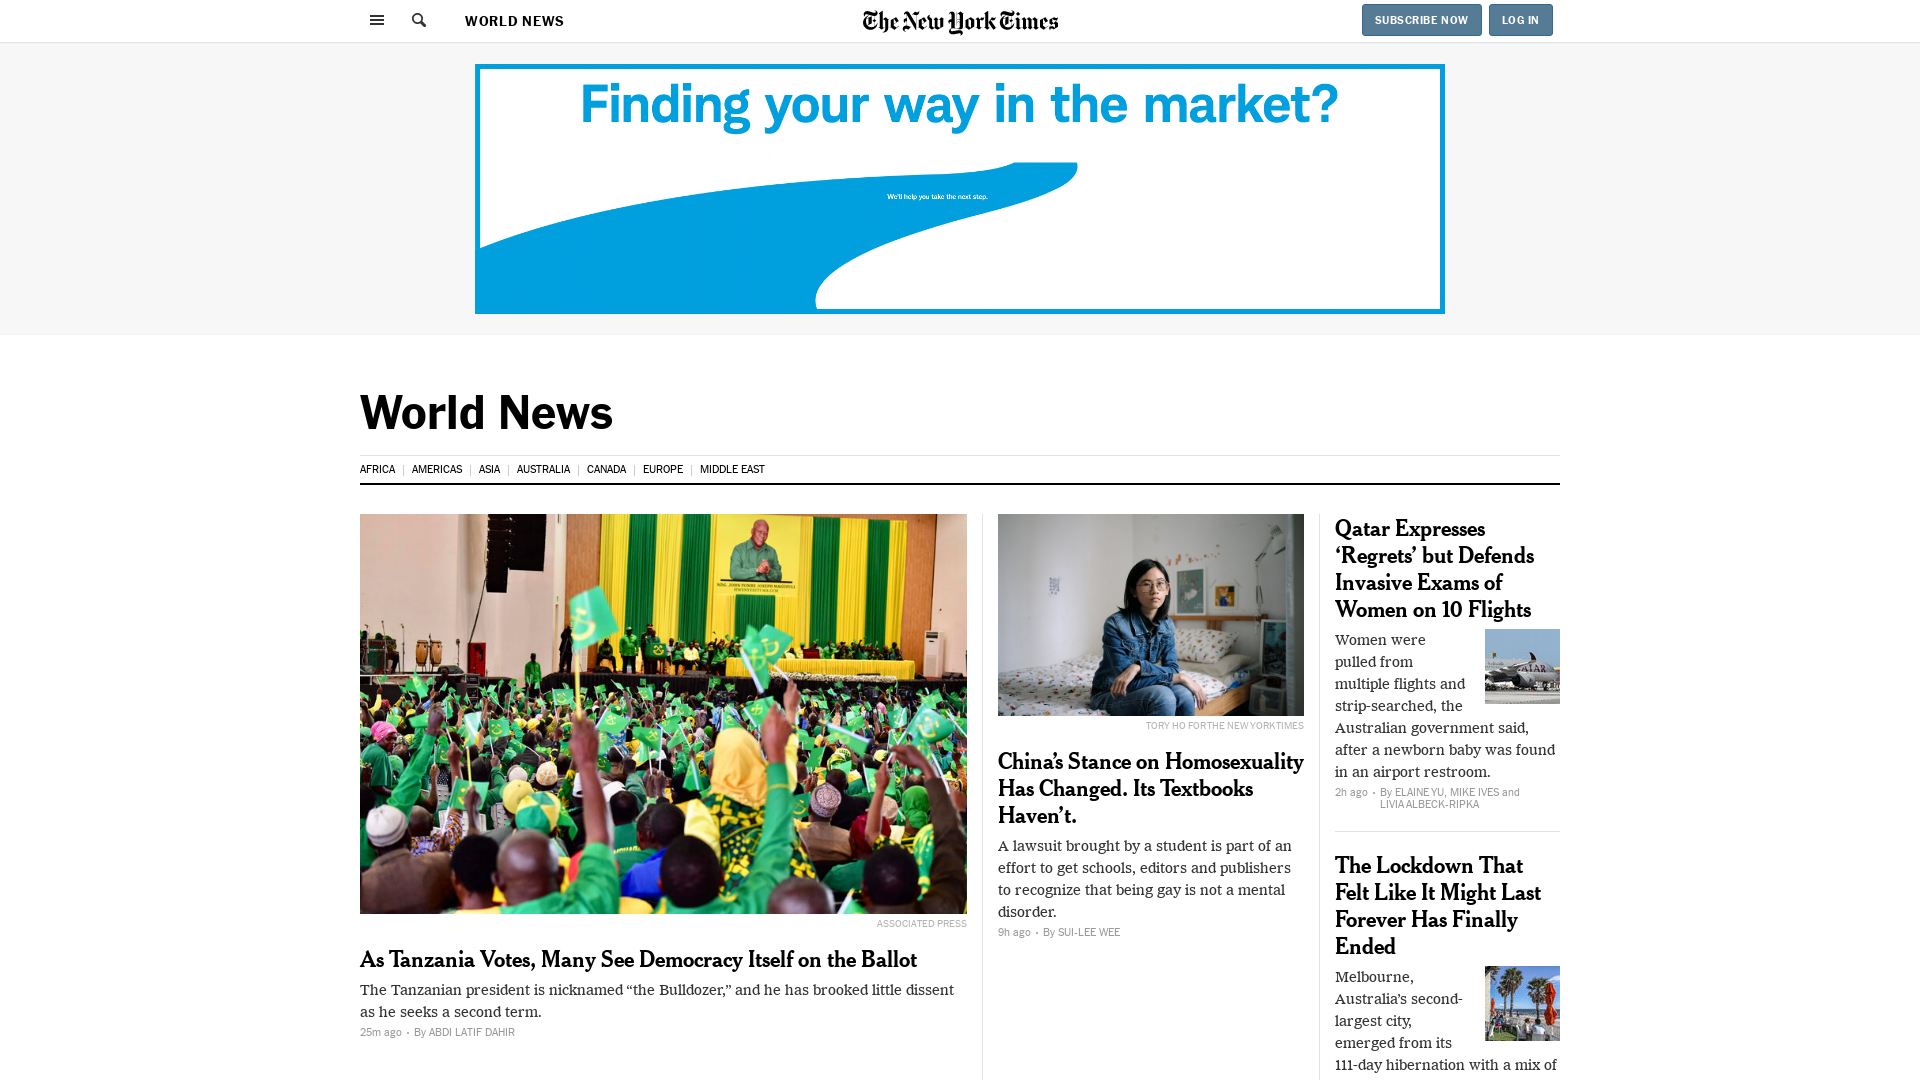 WORLD NEWS
The New York Times
SUBSCRIBE NOW
LOG IN
Finding your way in the market?
We'll help you take the next step.
World News
AFRICA
AMERICAS
ASIA
AUSTRALIA
CANADA
EUROPE
MIDDLE EAST
ASSOCIATED PRESS
As Tanzania Votes, Many See Democracy Itself on the Ballot
The Tanzanian president is nicknamed “the Bulldozer,” and he has brooked little dissent
as he seeks a second term.
25m ago • By ABDI LATIF DAHIR
TORY HO FOR THE NEW YORK TIMES
China’s Stance on Homosexuality
Has Changed. Its Textbooks
Haven’t.
A lawsuit brought by a student is part of an
effort to get schools, editors and publishers
to recognize that being gay is not a mental
disorder.
9h ago • By SUI-LEE WEE
Qatar Expresses
‘Regrets’ but Defends
Invasive Exams of
Women on 10 Flights
Women were
pulled from
multiple flights and
strip-searched, the
Australian government said,
after a newborn baby was found
in an airport restroom.
QATAR
2h ago • By ELAINE YU, MIKE IVES and
LIVIA ALBECK-RIPKA
The Lockdown That
Felt Like It Might Last
Forever Has Finally
Ended
Melbourne,
Australia’s second-
largest city,
emerged from its
111-day hibernation with a mix of